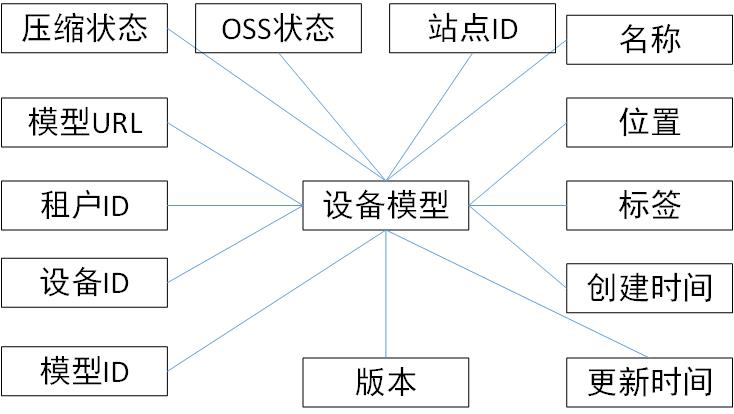 压缩状态
OSS状态
站点ID
名称
模型URL
位置
租户ID
设备模型
标签
设备ID
创建时间
模型ID
版本
更新时间